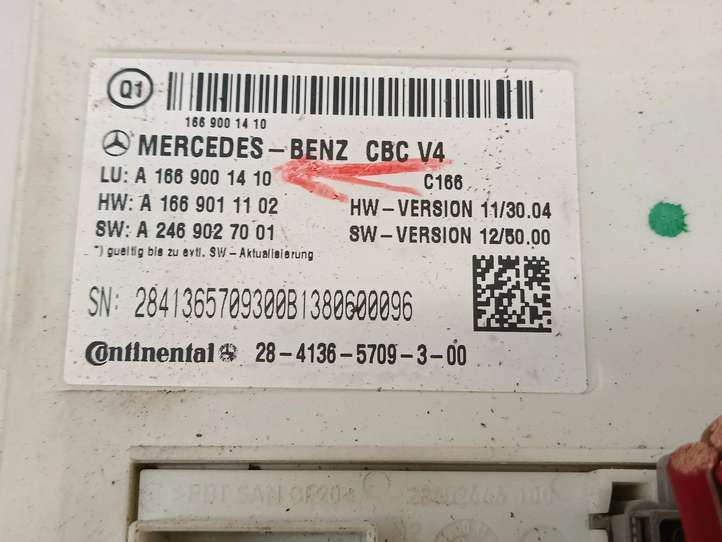 Q1
166 900 14 10
MERCEDES-BENZ CBC V4
LU: A 166 900 14 10 C166
HW: A 166 901 11 02 HW-VERSION 11/30.04
SW: A 246 902 70 01 SW-VERSION 12/50.00
*) gueltig bis zu evtl. SW-Aktualisierung
SN: 2841365709300B1380600096
Continental 28-4136-5709-3-00